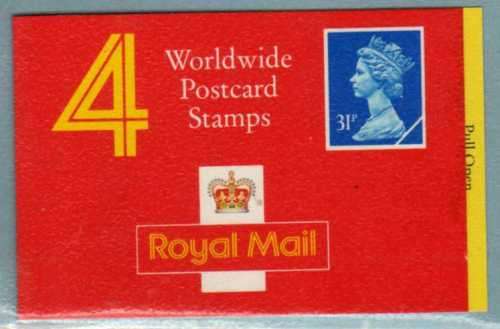 4
Worldwide
Postcard
Stamps
31P
Pull Open
Royal Mail